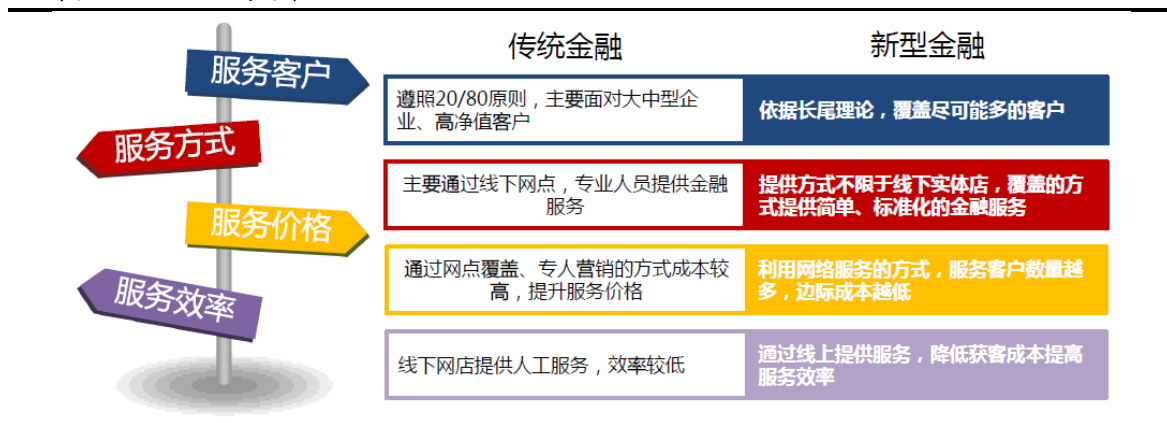 传统金融
新型金融
服务客户
遵照20/80原则，主要面对大中型企
业、高净值客户
依据长尾理论，覆盖尽可能多的客户
服务方式
主要通过线下网点，专业人员提供金融
服务
提供方式不限于线下实体店，覆盖的方
式提供简单、标准化的金融服务
服务价格
通过网点覆盖、专人营销的方式成本较
高，提升服务价格
利用网络服务的方式，服务客户数量越
多，边际成本越低
服务效率
线下网店提供人工服务，效率较低
通过线上提供服务，降低获客成本提高
服务效率